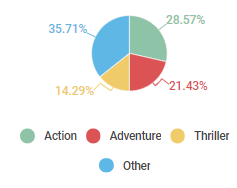 35.71% 28.57%
14.29% 21.43%
Action Adventure Thriller
Other